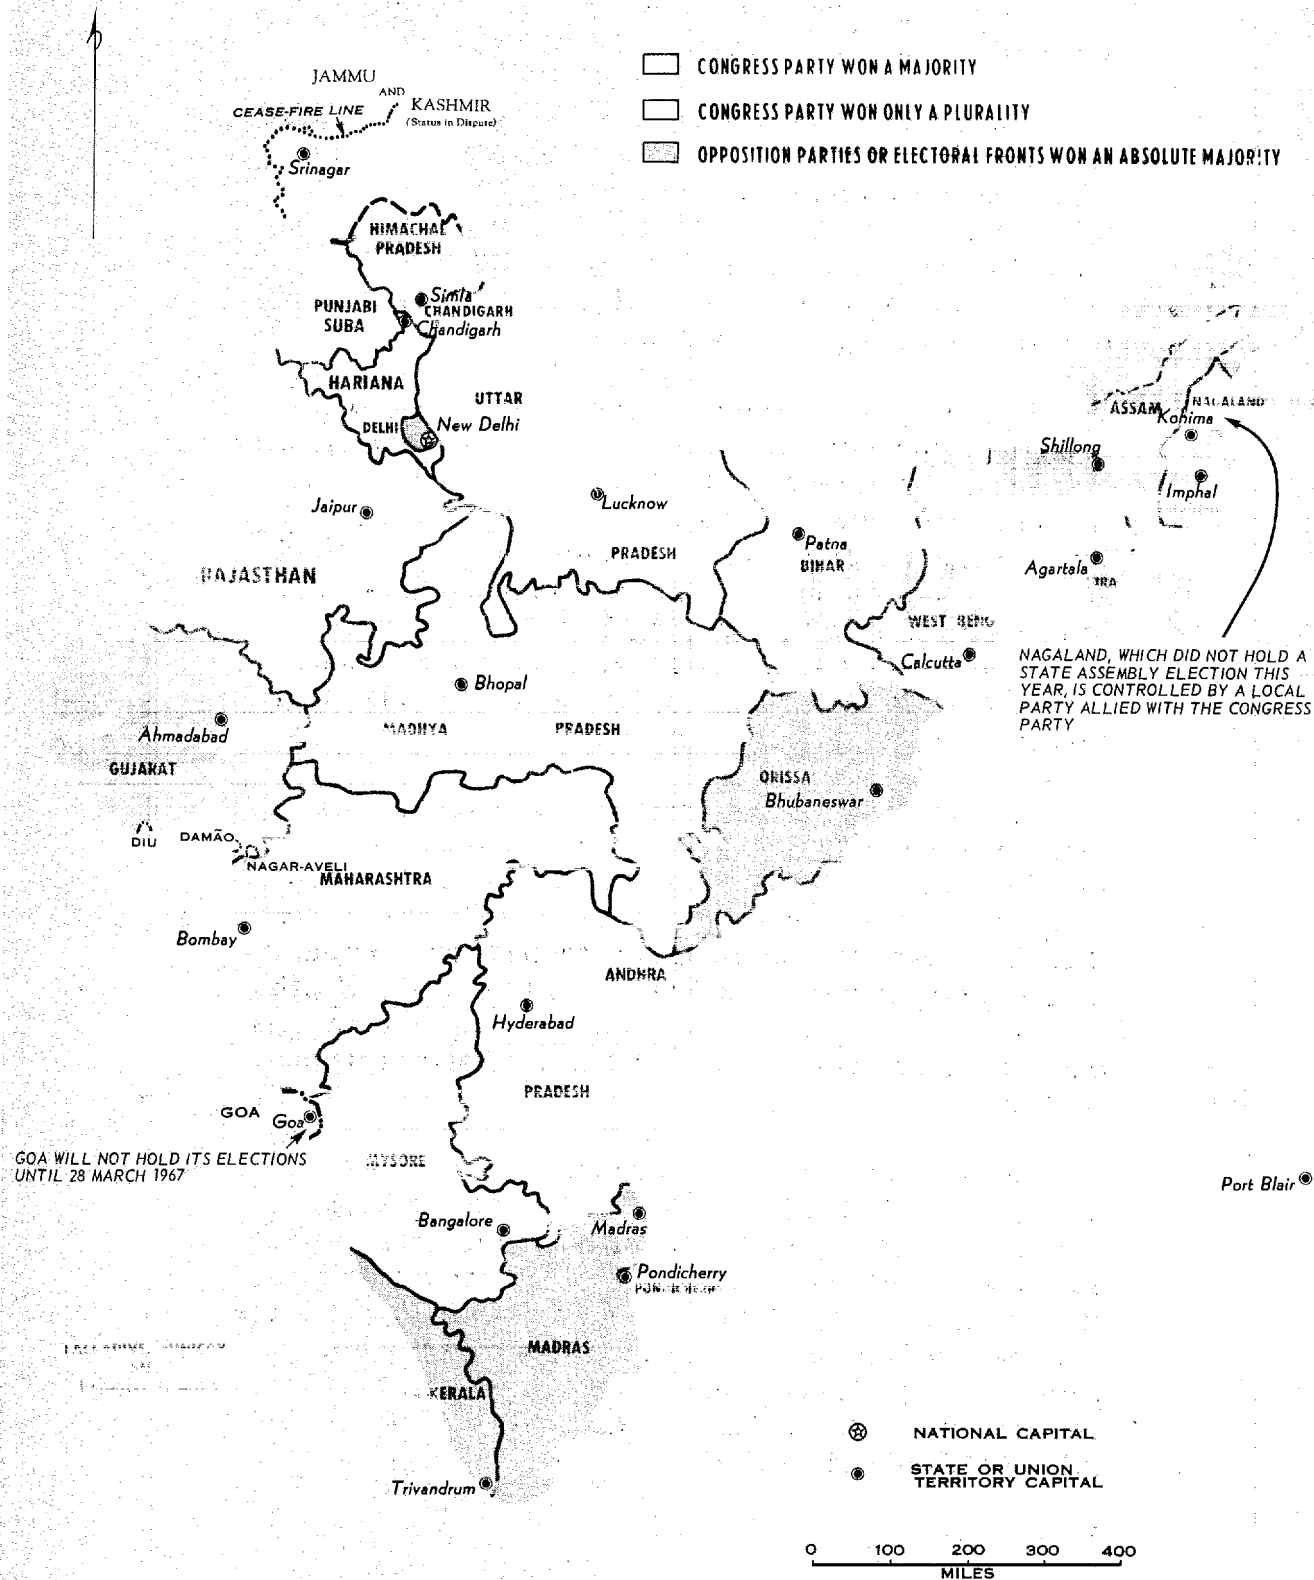 CONGRESS PARTY WON A MAJORITY
CONGRESS PARTY WON ONLY A PLURALITY
OPPOSITION PARTIES OR ELECTORAL FRONTS WON AN ABSOLUTE MAJORITY
JAMMU
AND
KASHMIR
(Status in Dispute)
CEASE-FIRE LINE
Srinagar
HIMACHAL
PRADESH
Simla
CHANDIGARH
Chandigarh
PUNJABI
SUBA
HARIANA
UTTAR
DELHI
New Delhi
NAGALAND
ASSAM
Kohima
Shillong
Imphal
Jaipur
Lucknow
Patna
BIHAR
PRADESH
Agartala
RAJASTHAN
WEST BENG
Calcutta
NAGALAND, WHICH DID NOT HOLD A
STATE ASSEMBLY ELECTION THIS
YEAR, IS CONTROLLED BY A LOCAL
PARTY ALLIED WITH THE CONGRESS
PARTY
Bhopal
Ahmadabad
MADHYA
PRADESH
GUJARAT
ORISSA
Bhubaneswar
DIU
DAMÃO
NAGAR-AVELI
MAHARASHTRA
Bombay
ANDHRA
Hyderabad
PRADESH
GOA
Goa
GOA WILL NOT HOLD ITS ELECTIONS
UNTIL 28 MARCH 1967
MYSORE
Port Blair
Bangalore
Madras
Pondicherry
MADRAS
KERALA
Trivandrum
NATIONAL CAPITAL
STATE OR UNION
TERRITORY CAPITAL
0 100 200 300 400
MILES